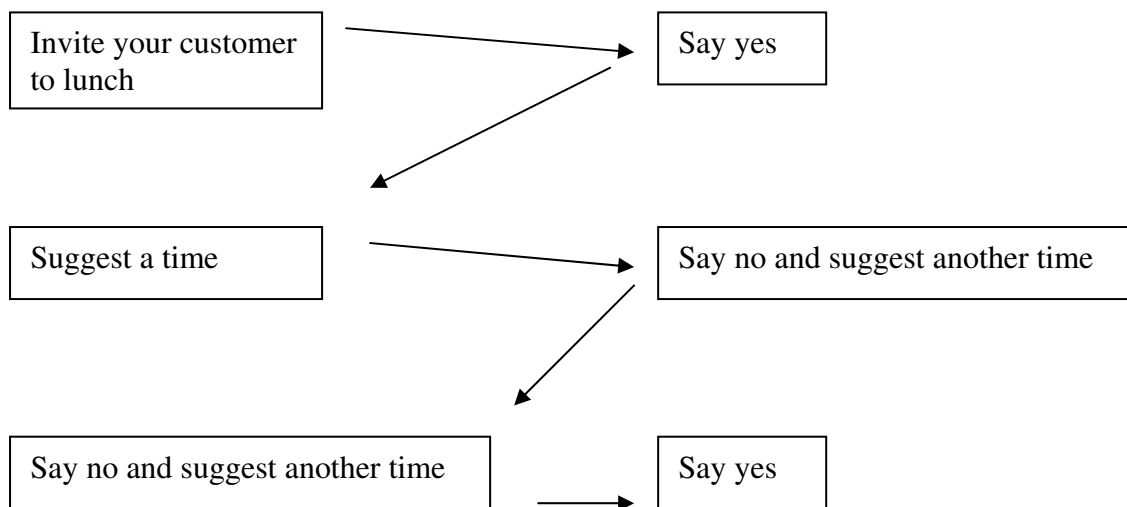 Invite your customer
to lunch
Say yes
Suggest a time
Say no and suggest another time
Say no and suggest another time
Say yes